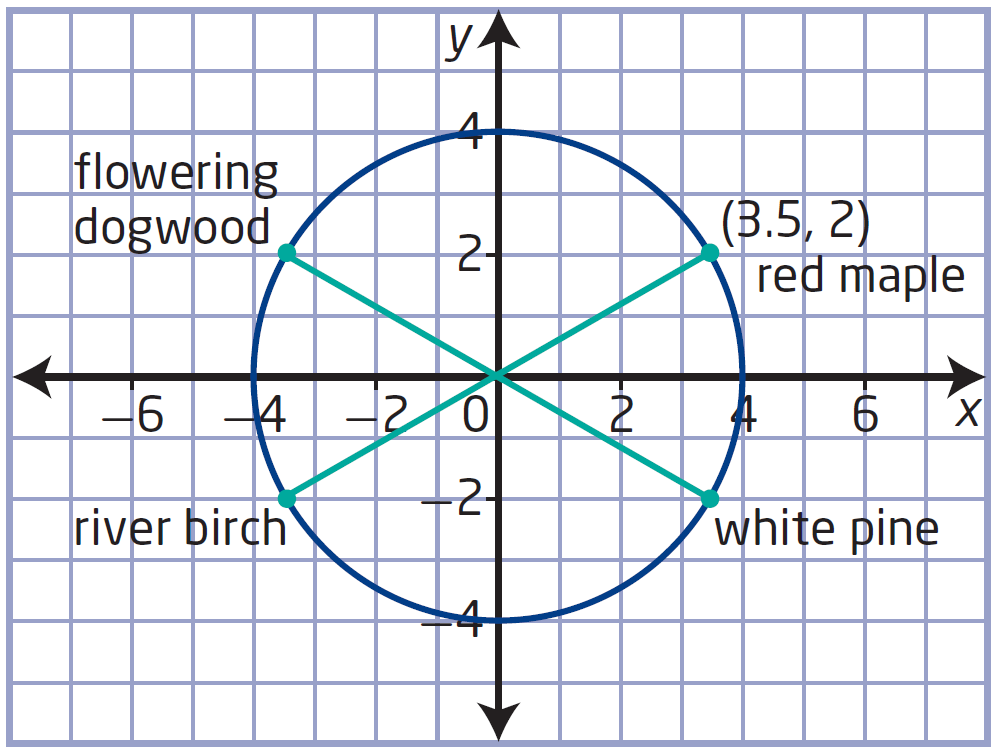 y
4
flowering
dogwood
(3.5, 2)
red maple
2
−6 −4 −2 0 2 4 6 x
−2
river birch
white pine
−4